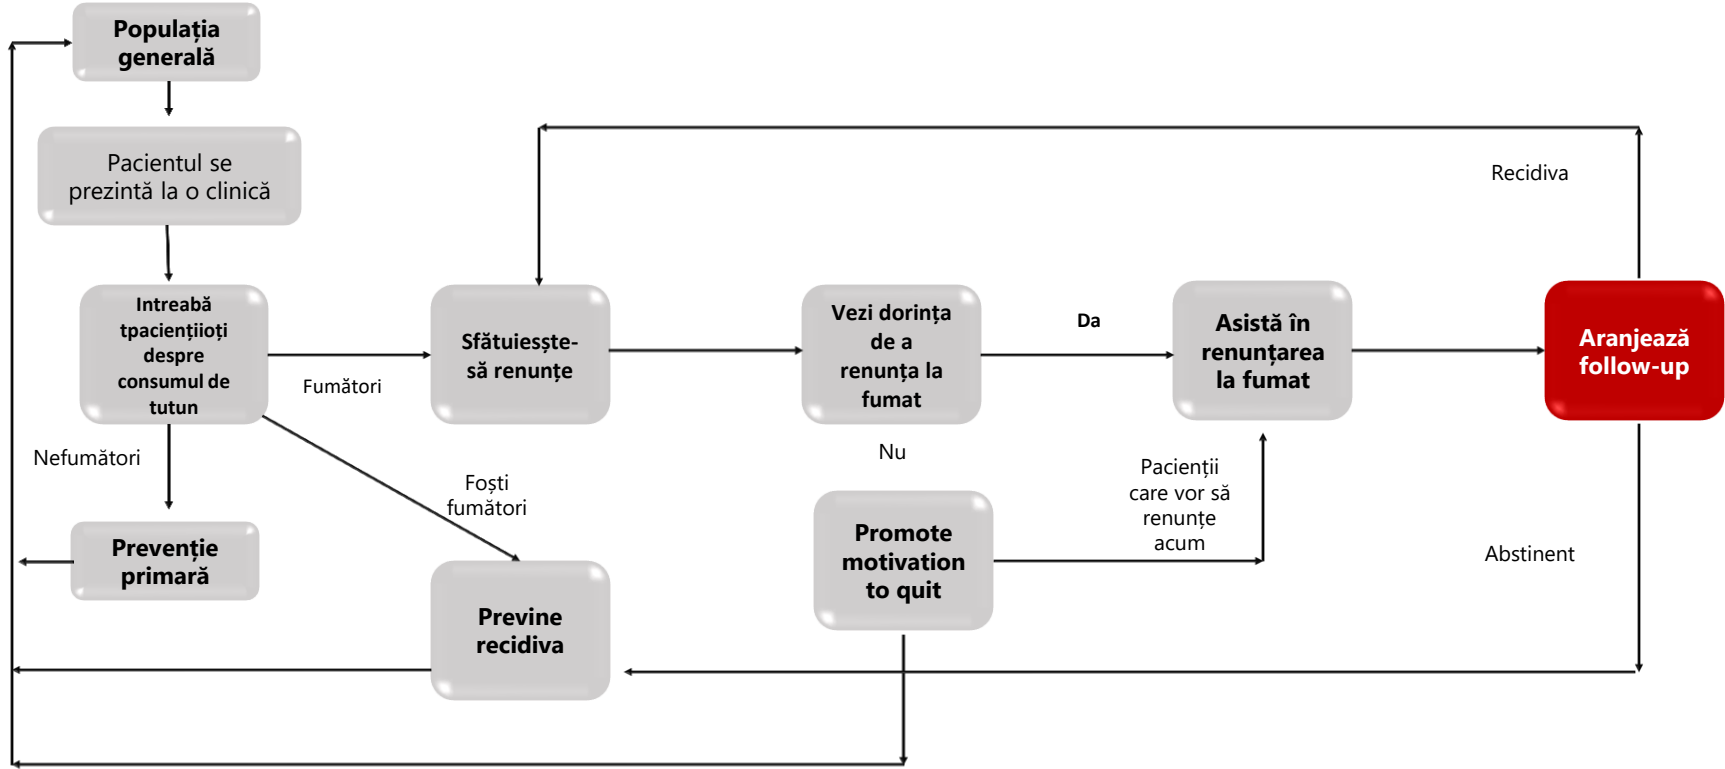 Populația
generală
Pacientul se
prezintă la o clinică
Intreabă
tpaciențiioți
despre
consumul de
tutun
Fumători
Nefumători
Foști
fumători
Prevenție
primară
Previne
recidiva
Sfătuiesște-
să renunțe
Vezi dorința
de a
renunța la
fumat
Da
Nu
Promote
motivation
to quit
Pacienții
care vor să
renunțe
acum
Asistă în
renunțarea
la fumat
Aranjează
follow-up
Recidiva
Abstinent